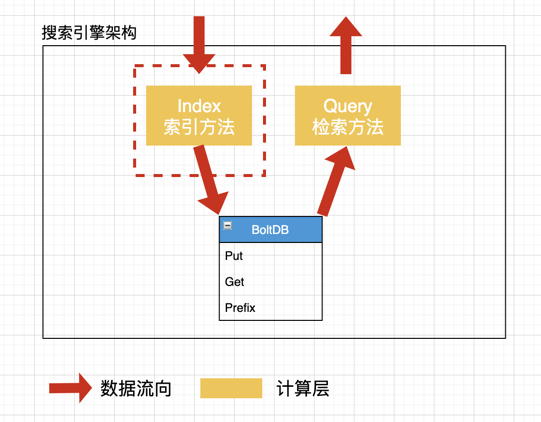 搜索引擎架构
Index
索引方法
Query
检索方法
BoltDB
Put
Get
Prefix
数据流向
计算层